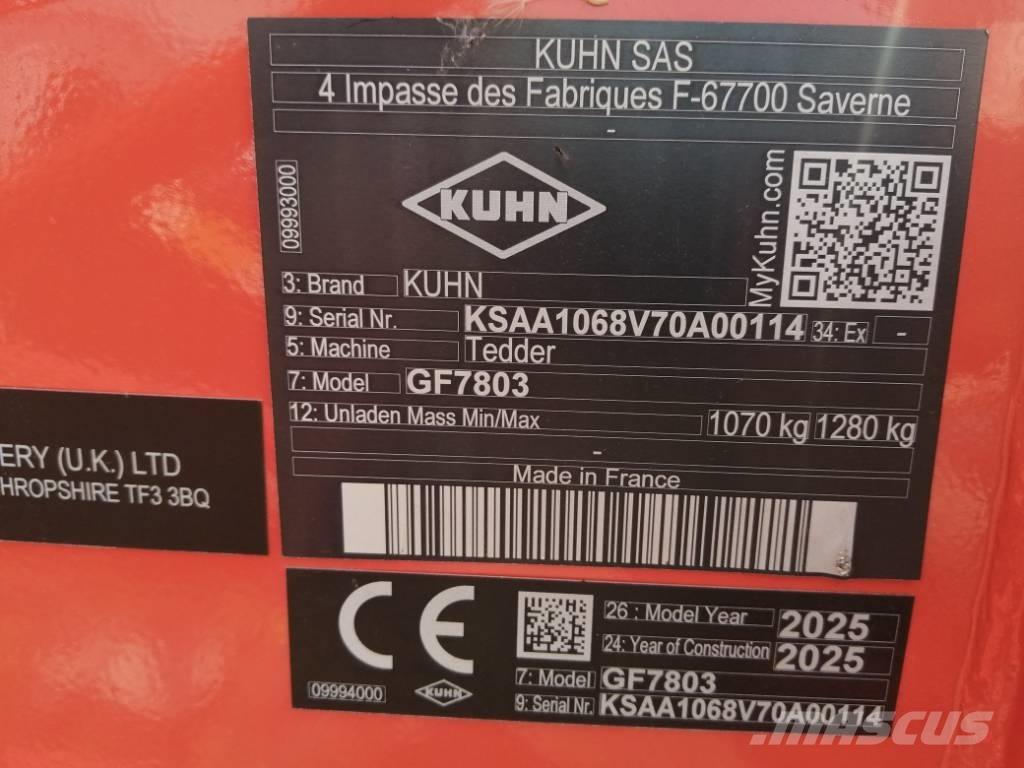 KUHN SAS
4 Impasse des Fabriques F-67700 Saverne
-
09993000
KUHN
MyKuhn.com
3: Brand KUHN
9: Serial Nr. KSAA1068V70A00114 34: Ex -
5: Machine Tedder
7: Model GF7803
12: Unladen Mass Min/Max 1070 kg 1280 kg
-
Made in France
ERY (U.K.) LTD
HROPSHIRE TF3 3BQ
CE
26 : Model Year 2025
24: Year of Construction 2025
7: Model GF7803
9: Serial Nr. KSAA1068V70A00114
09994000
KUHN
MASCUS